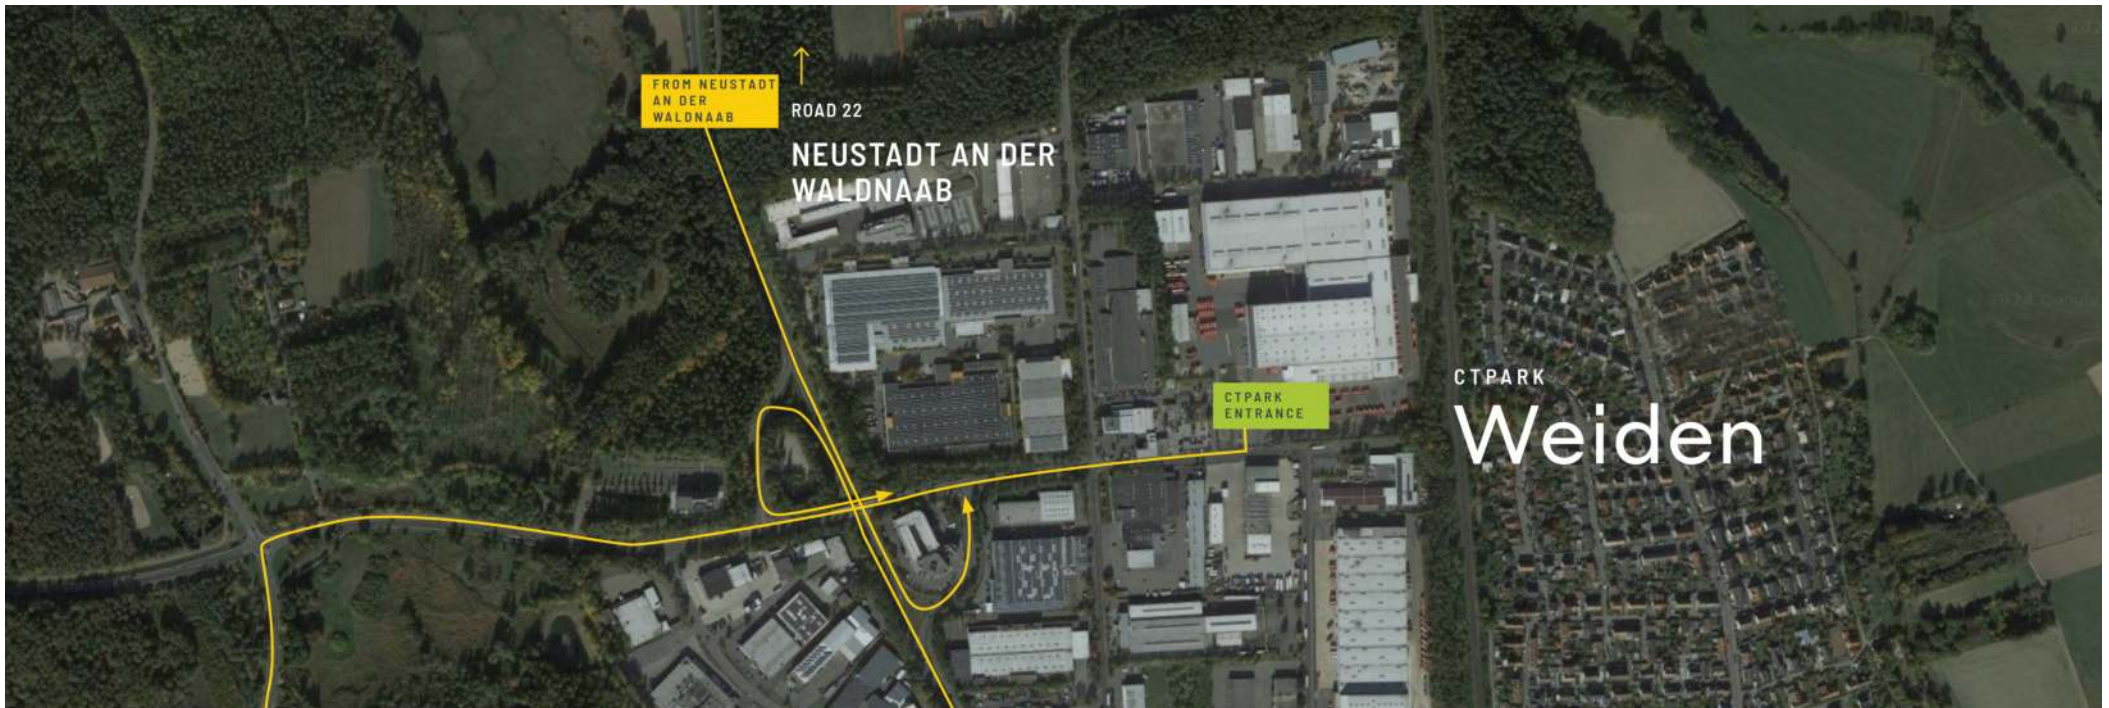 FROM NEUSTADT
AN DER
WALDNAAB
ROAD 22
NEUSTADT AN DER
WALDNAAB
CTPARK
ENTRANCE
CTPARK
Weiden